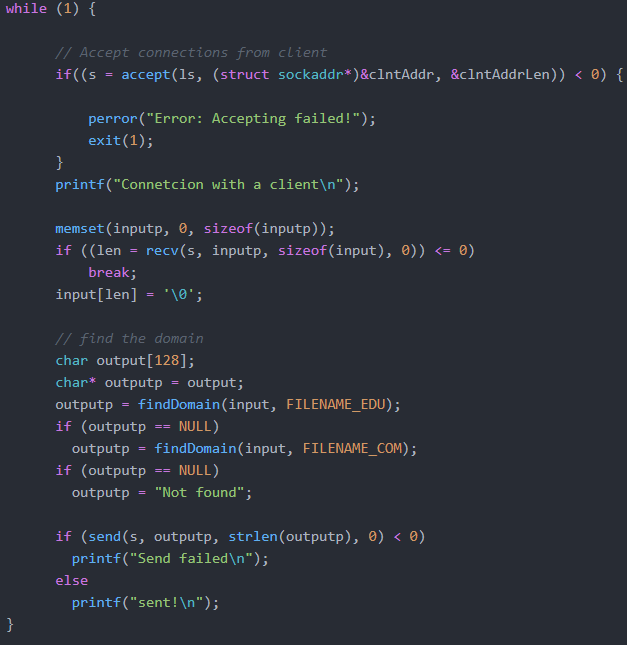 while (1) {
// Accept connections from client
if((s = accept(ls, (struct sockaddr*)&clntAddr, &clntAddrLen)) < 0) {
perror("Error: Accepting failed!");
exit(1);
}
printf("Connetcion with a client\n");
memset(inputp, 0, sizeof(inputp));
if ((len = recv(s, inputp, sizeof(input), 0)) <= 0)
break;
input[len] = '\0';
// find the domain
char output[128];
char* outputp = output;
outputp = findDomain(input, FILENAME_EDU);
if (outputp == NULL)
outputp = findDomain(input, FILENAME_COM);
if (outputp == NULL)
outputp = "Not found";
if (send(s, outputp, strlen(outputp), 0) < 0)
printf("Send failed\n");
else
printf("sent!\n");
}